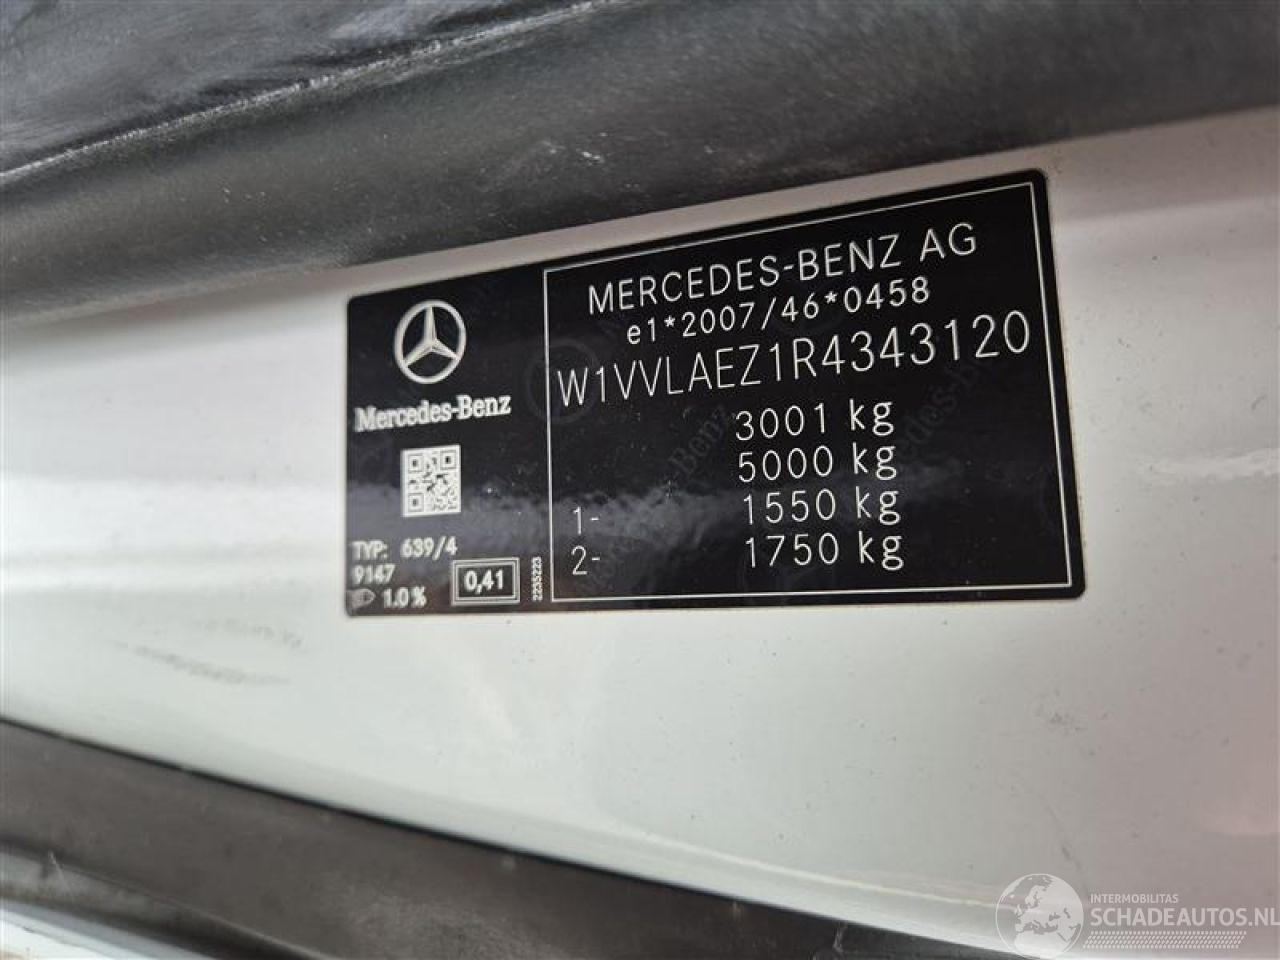 MERCEDES-BENZ AG
e1*2007/46*0458
W1VVLAEZ1R4343120
3001 kg
5000 kg
1- 1550 kg
2- 1750 kg
Mercedes-Benz
TYP: 639/4
9147
1.0%
0,41
2235223
INTERMOBILITAS
SCHADEAUTOS.NL